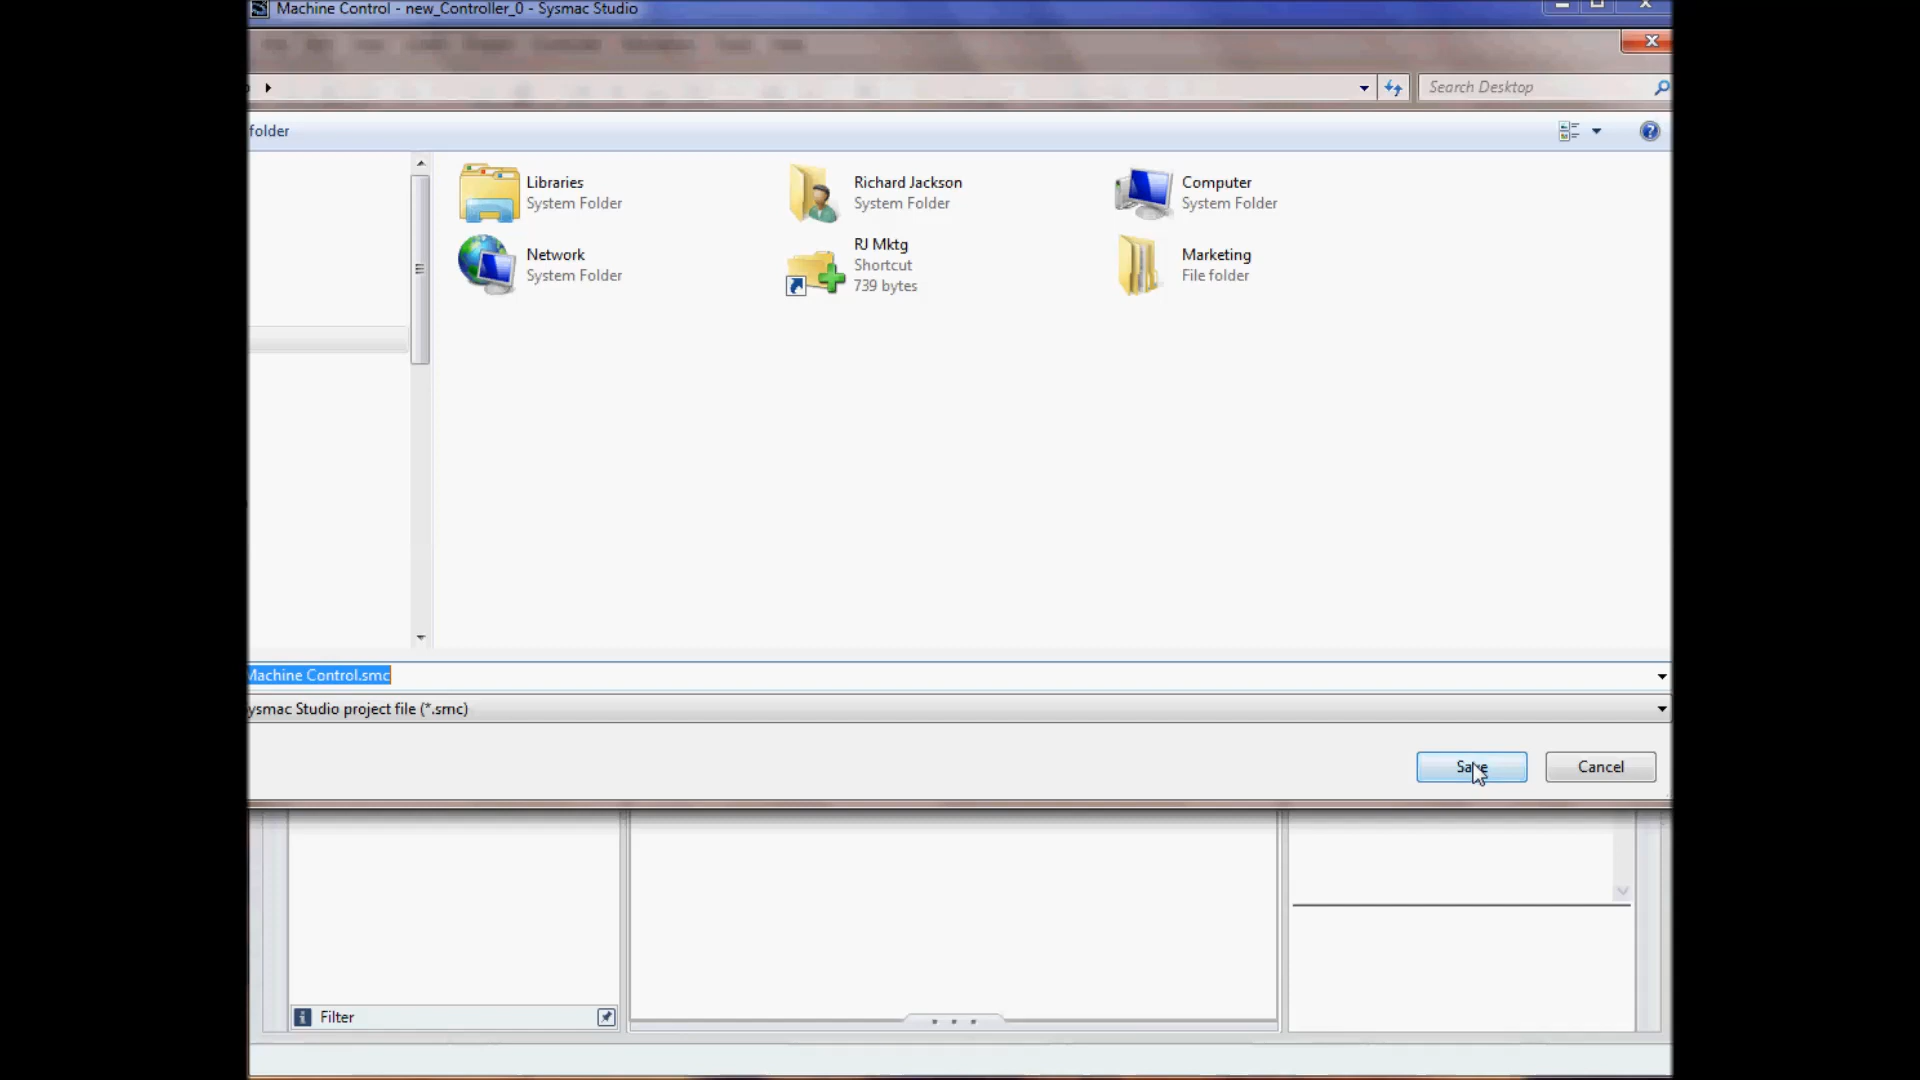 Machine Control - new_Controller_0 - Sysmac Studio
Search Desktop
folder
Libraries
System Folder
Richard Jackson
System Folder
Computer
System Folder
Network
System Folder
RJ Mktg
Shortcut
739 bytes
Marketing
File folder
Machine Control.smc
ysmac Studio project file (*.smc)
Save
Cancel
Filter